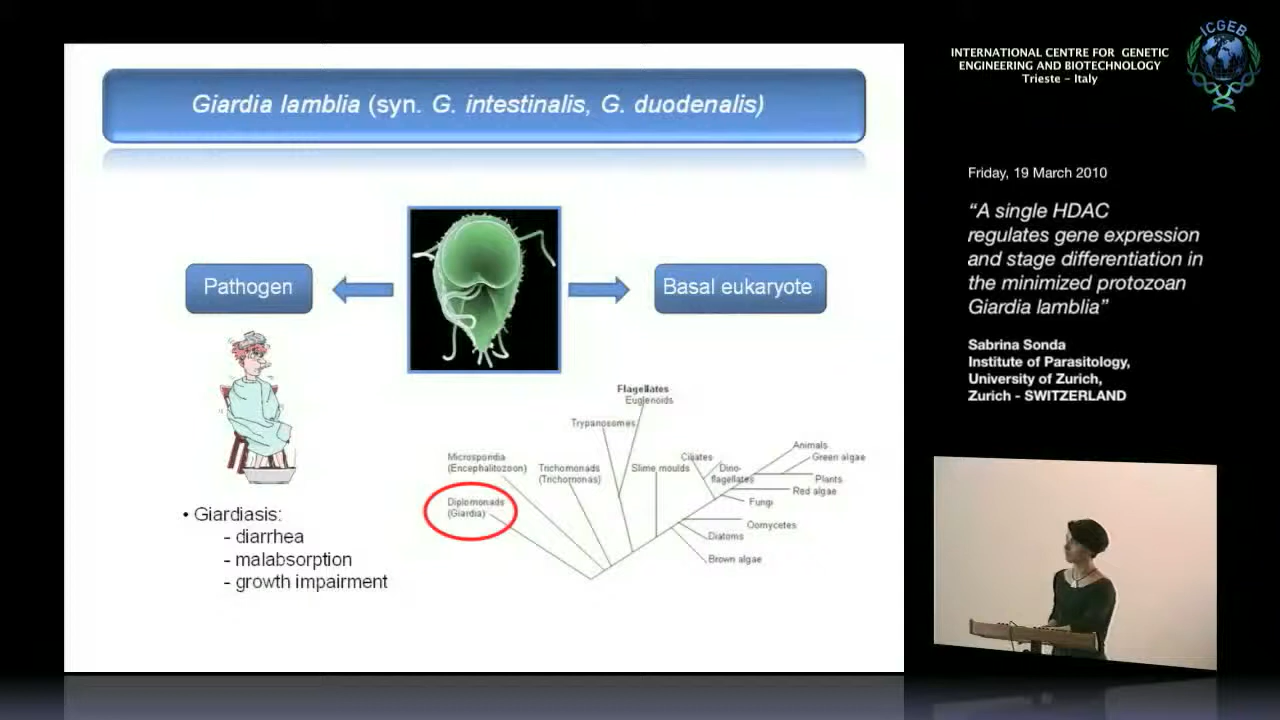 Giardia lamblia (syn. G. intestinalis, G. duodenalis)
Pathogen
Basal eukaryote
• Giardiasis:
- diarrhea
- malabsorption
- growth impairment
Flagellates
Euglenoids
Trypanosomes
Microspondia
(Encephalitozoon)
Trichomonads
(Trichomonas)
Slime moulds
Ciliates
Dino-
flagellates
Animals
Green algae
Plants
Red algae
Fungi
Diplomonads
(Giardia)
Oomycetes
Diatoms
Brown algae
INTERNATIONAL CENTRE FOR GENETIC
ENGINEERING AND BIOTECHNOLOGY
Trieste - Italy
ICGEB
Friday, 19 March 2010
“A single HDAC
regulates gene expression
and stage differentiation in
the minimized protozoan
Giardia lamblia”
Sabrina Sonda
Institute of Parasitology,
University of Zurich,
Zurich - SWITZERLAND